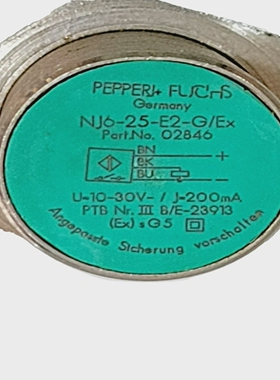 PEPPERL+ FUCHS
Germany
NJ6-25-E2-G/Ex
Part.No. 02846
BN +
BK
BU -
U=10-30V- / J=200mA
PTB Nr. III B/E-23913
(Ex) s G5
Angepasste Sicherung vorschalten